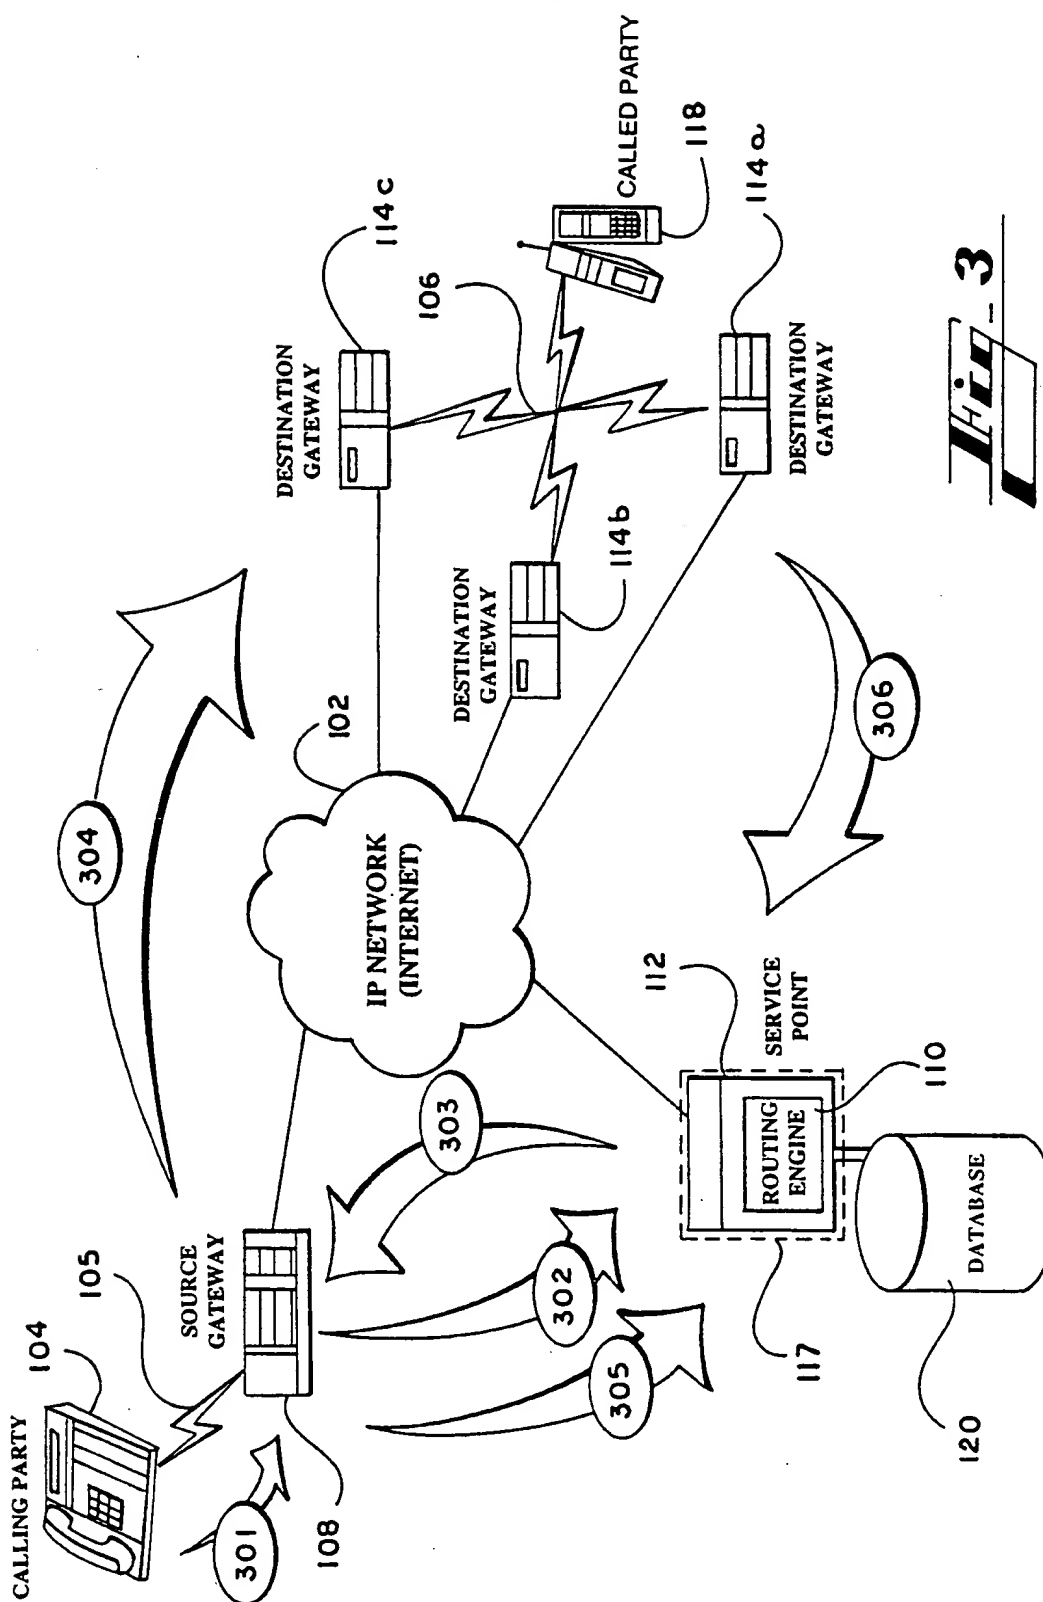 CALLING PARTY
104
105
301
SOURCE
GATEWAY
108
304
302
303
305
102
IP NETWORK
(INTERNET)
DESTINATION
GATEWAY
114c
DESTINATION
GATEWAY
114b
106
CALLED PARTY
118
DESTINATION
GATEWAY
114a
306
112
SERVICE
POINT
ROUTING
ENGINE
110
117
DATABASE
120
Fig_3